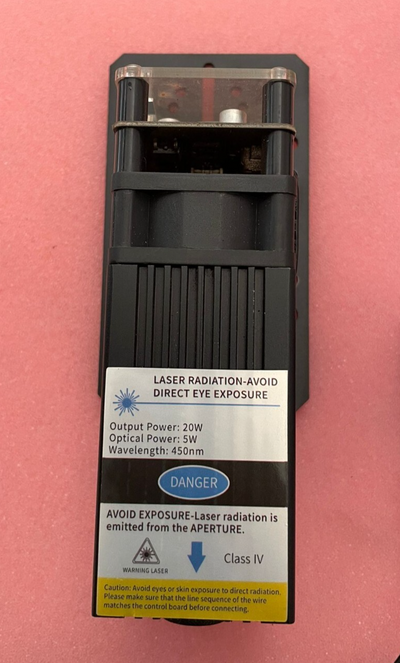 LASER RADIATION-AVOID
DIRECT EYE EXPOSURE
Output Power: 20W
Optical Power: 5W
Wavelength: 450nm
DANGER
AVOID EXPOSURE-Laser radiation is
emitted from the APERTURE.
WARNING LASER
Class IV
Caution: Avoid eyes or skin exposure to direct radiation.
Please make sure that the line sequence of the wire
matches the control board before connecting.